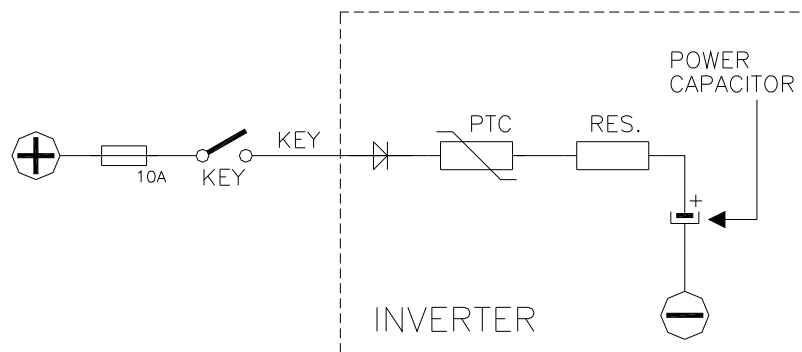 POWER
CAPACITOR
PTC
RES.
KEY
10A
KEY
+
INVERTER